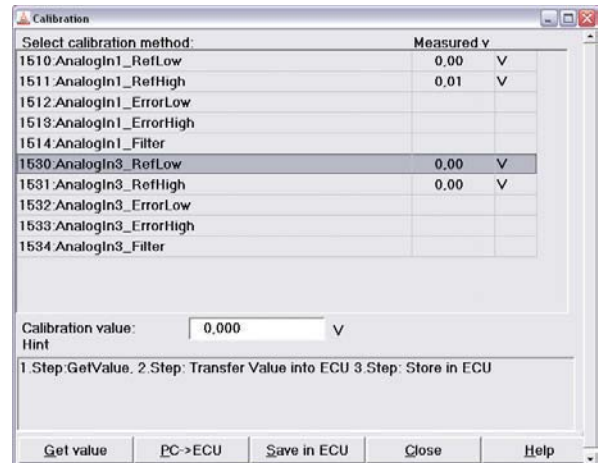 Calibration
Select calibration method: Measured v
1510:AnalogIn1_RefLow 0,00 V
1511:AnalogIn1_RefHigh 0,01 V
1512:AnalogIn1_ErrorLow
1513:AnalogIn1_ErrorHigh
1514:AnalogIn1_Filter
1530:AnalogIn3_RefLow 0,00 V
1531:AnalogIn3_RefHigh 0,00 V
1532:AnalogIn3_ErrorLow
1533:AnalogIn3_ErrorHigh
1534:AnalogIn3_Filter
Calibration value: 0,000 V
Hint
1.Step:GetValue, 2.Step: Transfer Value into ECU 3.Step: Store in ECU
Get value PC->ECU Save in ECU Close Help